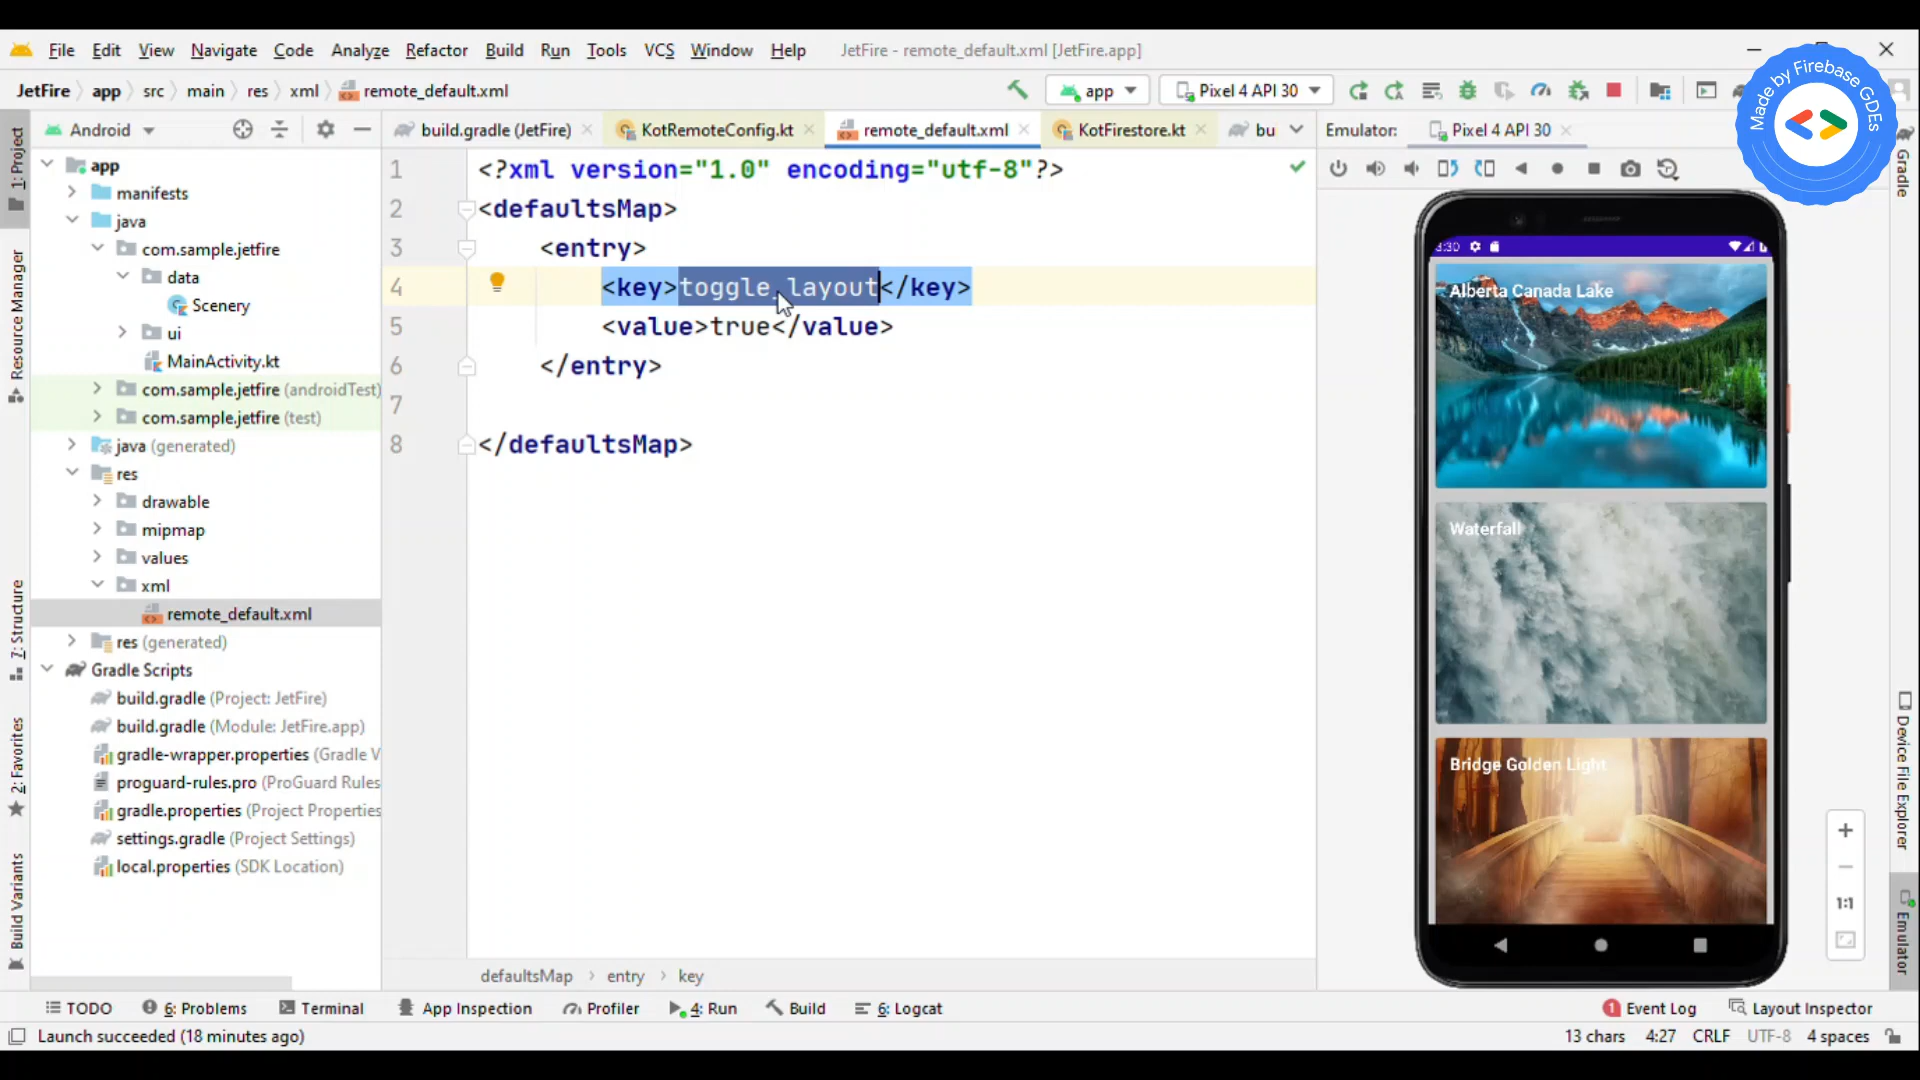 File Edit View Navigate Code Analyze Refactor Build Run Tools VCS Window Help JetFire - remote_default.xml [JetFire.app]
JetFire app src main res xml remote_default.xml app Pixel 4 API 30
Made by Firebase GDEs
Android build.gradle (JetFire) KotRemoteConfig.kt remote_default.xml KotFirestore.kt bu Emulator: Pixel 4 API 30
1: Project
Resource Manager
7: Structure
2: Favorites
Build Variants
app
manifests
java
com.sample.jetfire
data
Scenery
ui
MainActivity.kt
com.sample.jetfire (androidTest)
com.sample.jetfire (test)
java (generated)
res
drawable
mipmap
values
xml
remote_default.xml
res (generated)
Gradle Scripts
build.gradle (Project: JetFire)
build.gradle (Module: JetFire.app)
gradle-wrapper.properties (Gradle V
proguard-rules.pro (ProGuard Rules
gradle.properties (Project Properties
settings.gradle (Project Settings)
local.properties (SDK Location)
1 <?xml version="1.0" encoding="utf-8"?>
2 <defaultsMap>
3 <entry>
4 <key>toggle_layout</key>
5 <value>true</value>
6 </entry>
7
8 </defaultsMap>
defaultsMap entry key
3:30
Alberta Canada Lake
Waterfall
Bridge Golden Light
1:1
Gradle
Device File Explorer
Emulator
TODO 6: Problems Terminal App Inspection Profiler 4: Run Build 6: Logcat 1 Event Log Layout Inspector
Launch succeeded (18 minutes ago) 13 chars 4:27 CRLF UTF-8 4 spaces